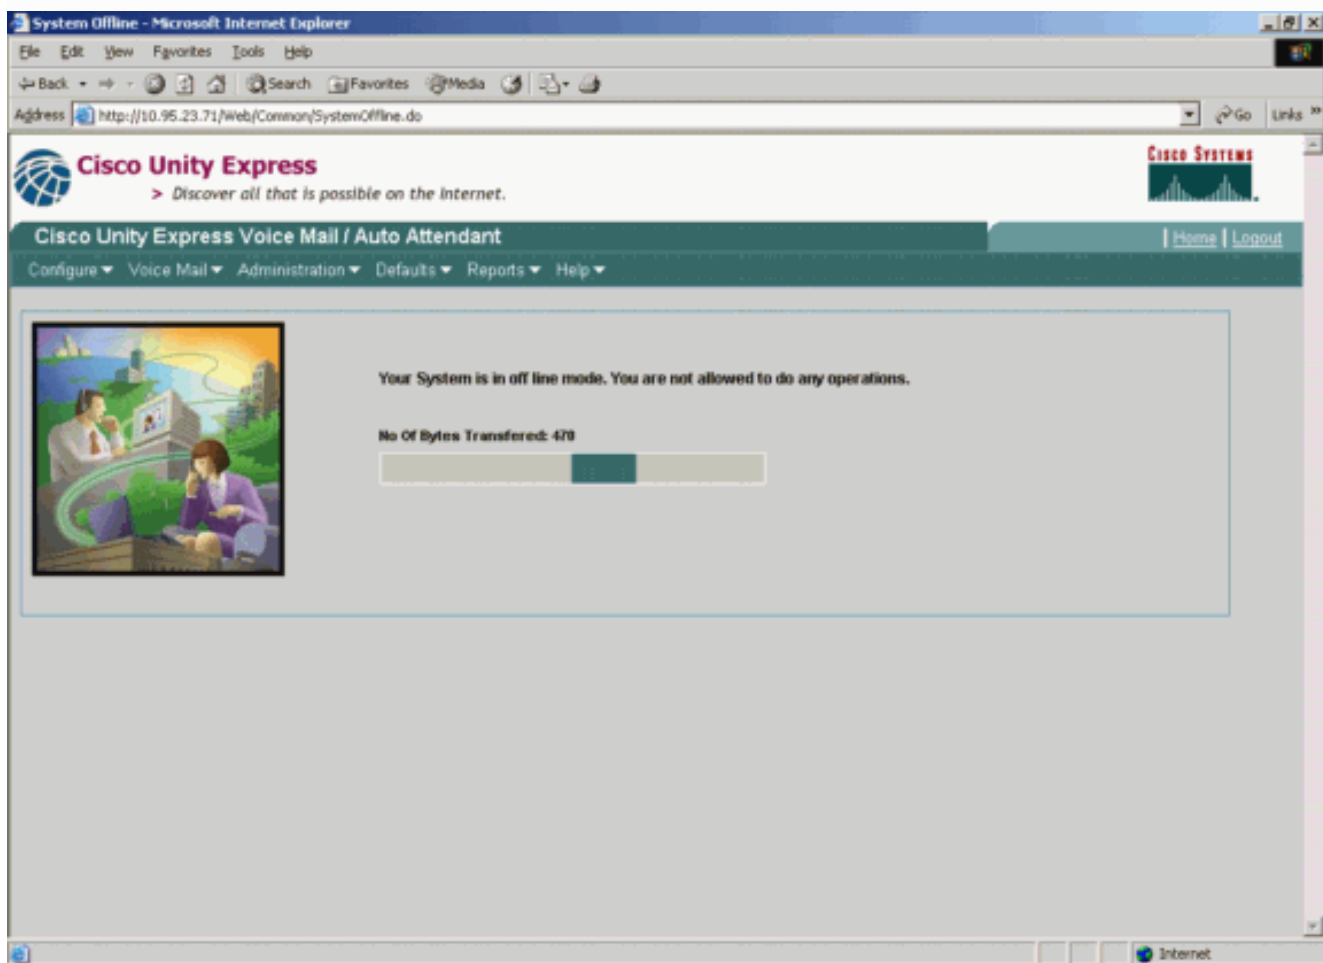 System Offline - Microsoft Internet Explorer
File Edit View Favorites Tools Help
Back Search Favorites Media
Address http://10.95.23.71/Web/Common/SystemOffline.do Go Links »
Cisco Unity Express
> Discover all that is possible on the Internet.
CISCO SYSTEMS
Cisco Unity Express Voice Mail / Auto Attendant
| Home | Logout
Configure Voice Mail Administration Defaults Reports Help
Your System is in off line mode. You are not allowed to do any operations.
No Of Bytes Transfered: 470
Internet